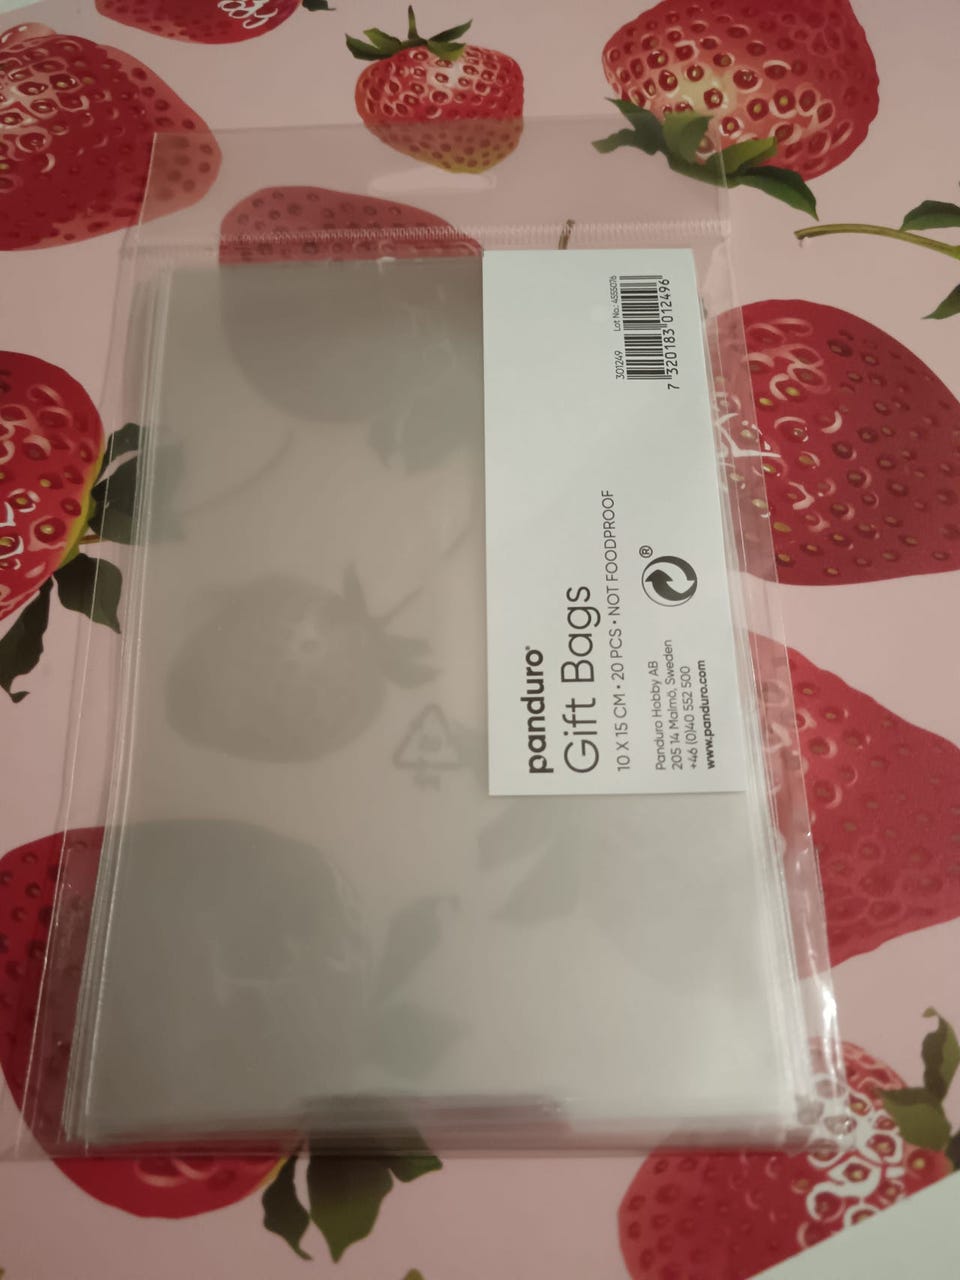 panduro®
Gift Bags
10 X 15 CM • 20 PCS • NOT FOODPROOF
Panduro Hobby AB
205 14 Malmö, Sweden
+46 (0)40 552 500
www.panduro.com
®
301249 Lot No.: 4555076
7 320183 012496